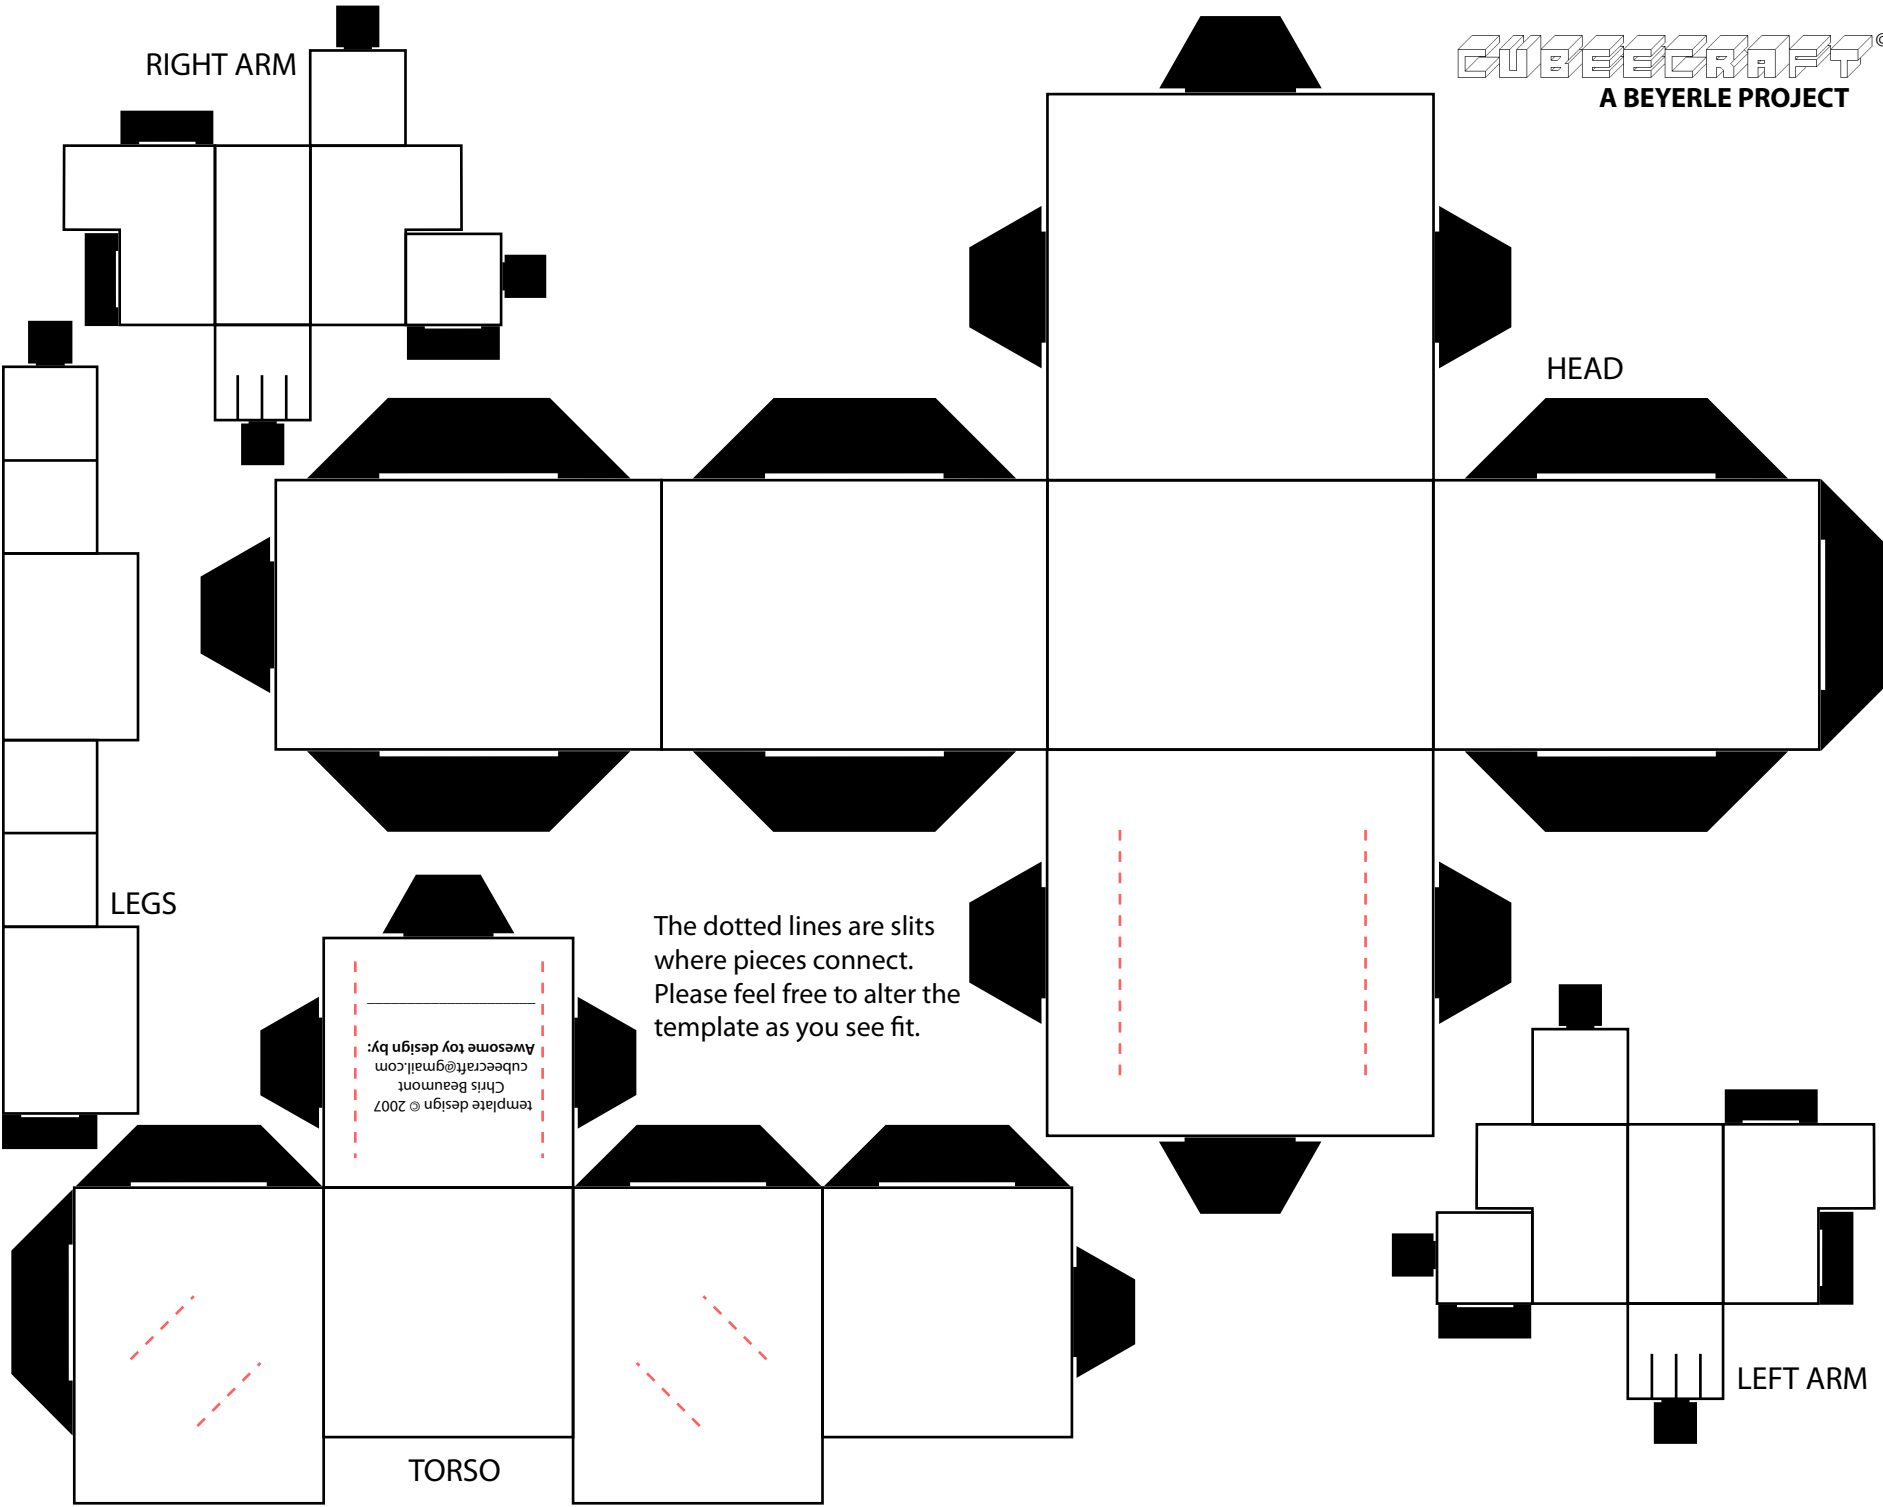 RIGHT ARM
CUBEECRAFT©
A BEYERLE PROJECT
HEAD
LEGS
The dotted lines are slits
where pieces connect.
Please feel free to alter the
template as you see fit.
template design © 2007
Chris Beaumont
cubeecraft@gmail.com
Awesome toy design by:
TORSO
LEFT ARM